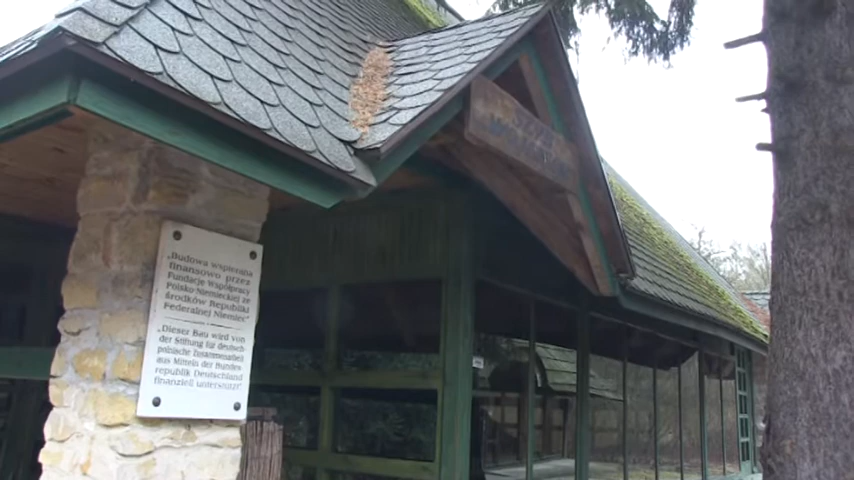 „Budowa wspierana
finansowo przez
Fundację Współpracy
Polsko-Niemieckiej ze
środków Republiki
Federalnej Niemiec”
„Dieser Bau wird von
der Stiftung für deutsch-
polnische Zusammenarbeit
aus Mitteln der Bundes
republik Deutschland
finanziell unterstützt”